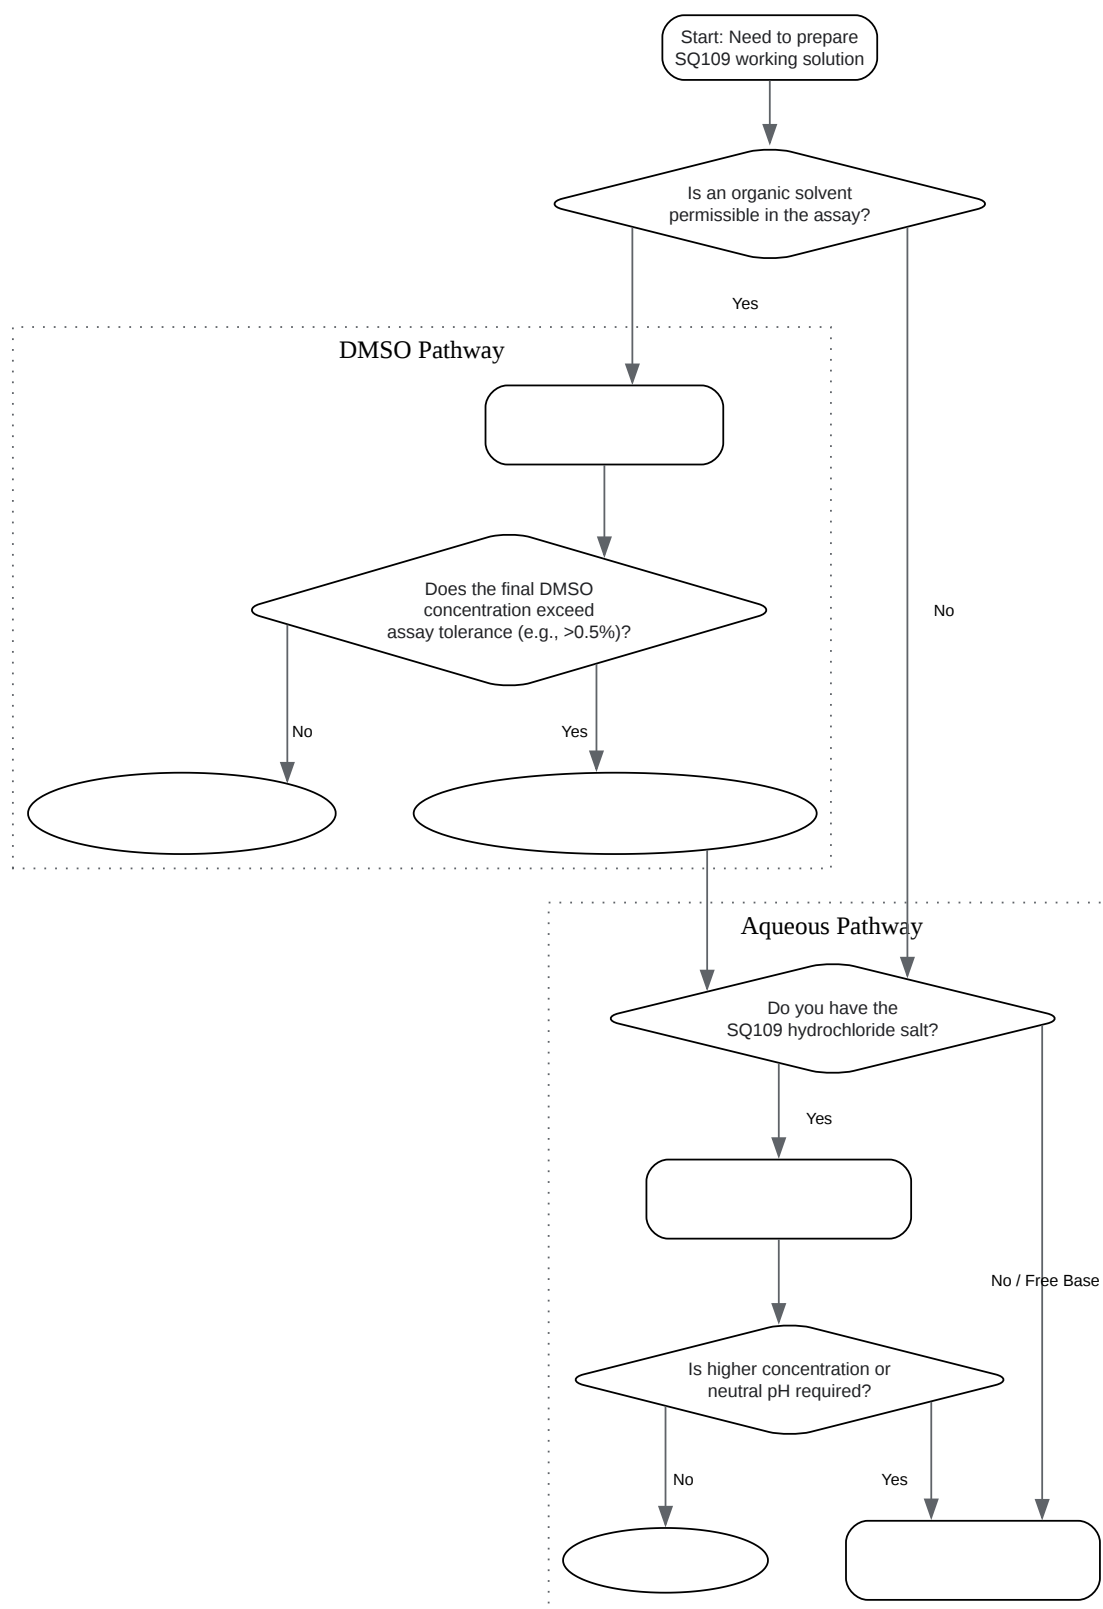 Start: Need to prepare
SQ109 working solution
Is an organic solvent
permissible in the assay?
Yes
DMSO Pathway
Does the final DMSO
concentration exceed
assay tolerance (e.g., >0.5%)?
No
No
Yes
Aqueous Pathway
Do you have the
SQ109 hydrochloride salt?
Yes
No / Free Base
Is higher concentration or
neutral pH required?
No
Yes